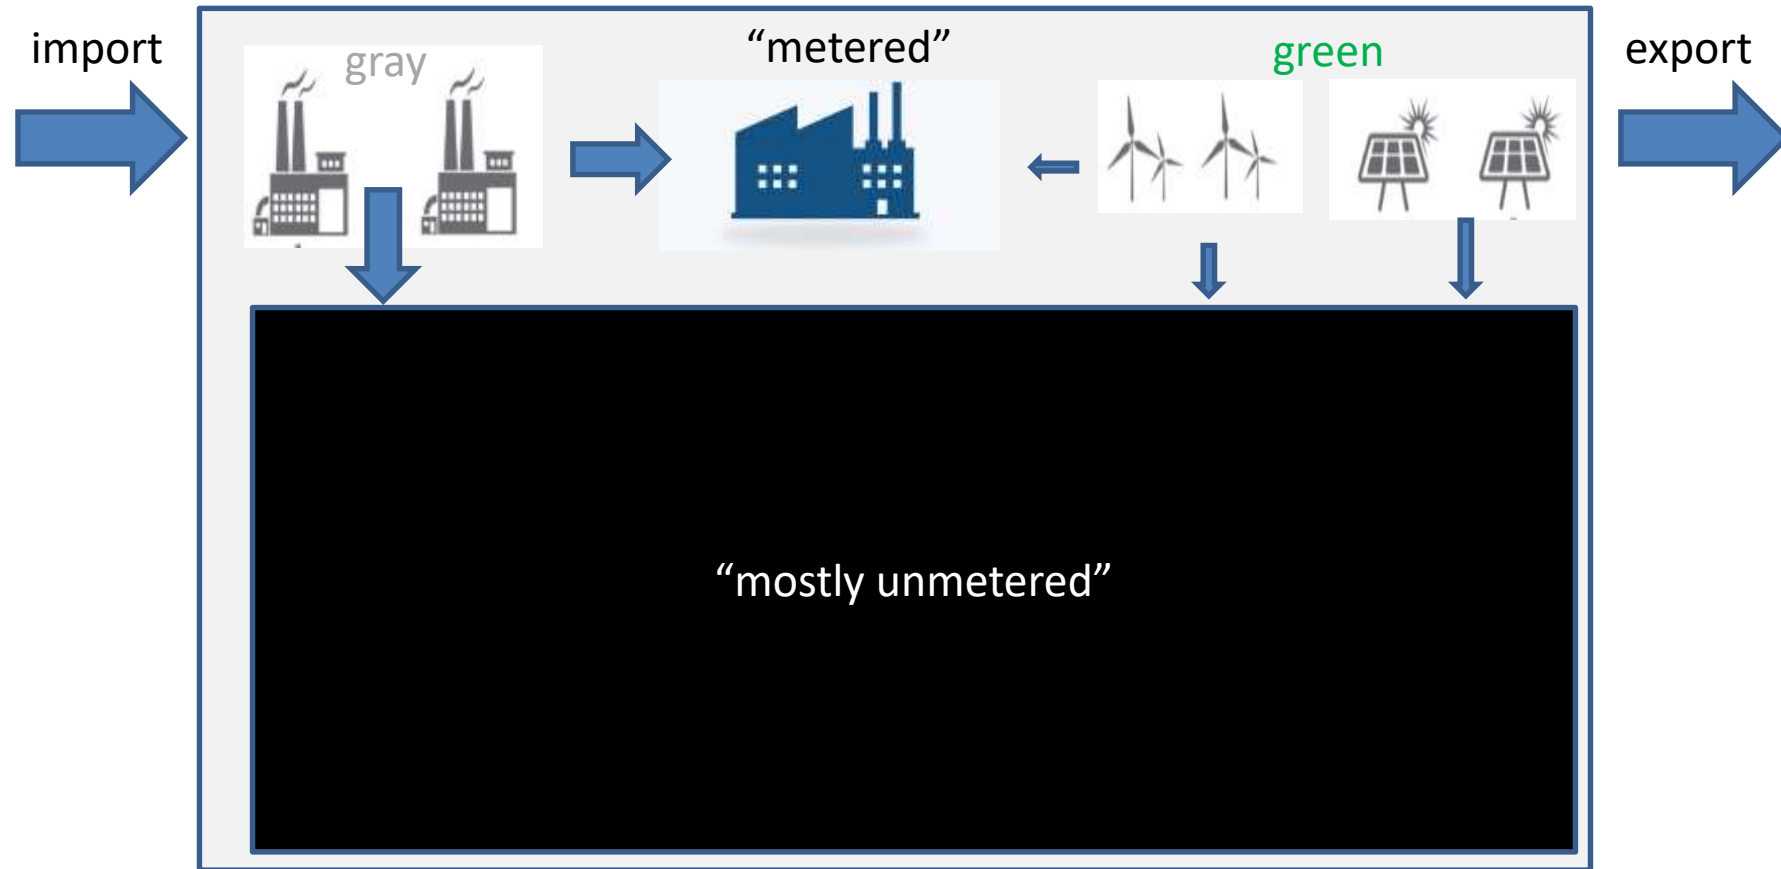 import
gray
“metered”
green
export
“mostly unmetered”